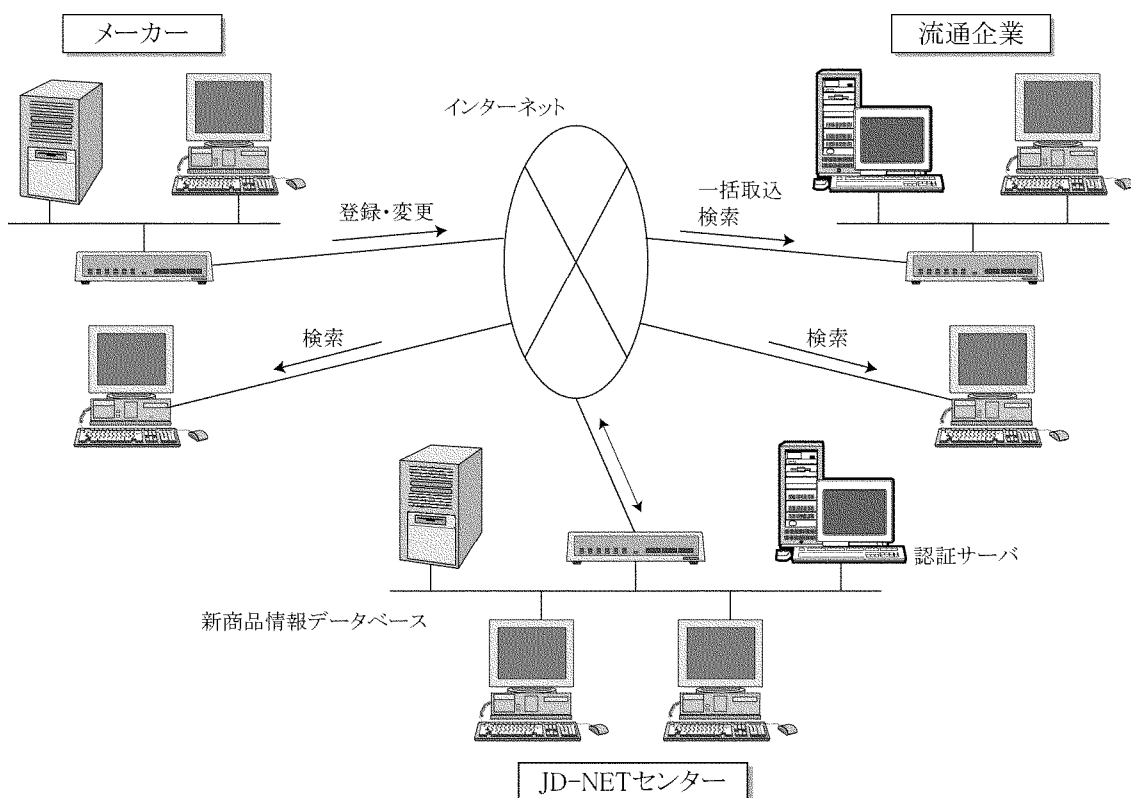 メーカー
流通企業
インターネット
登録・変更
一括取込
検索
検索
検索
認証サーバ
新商品情報データベース
JD-NETセンター